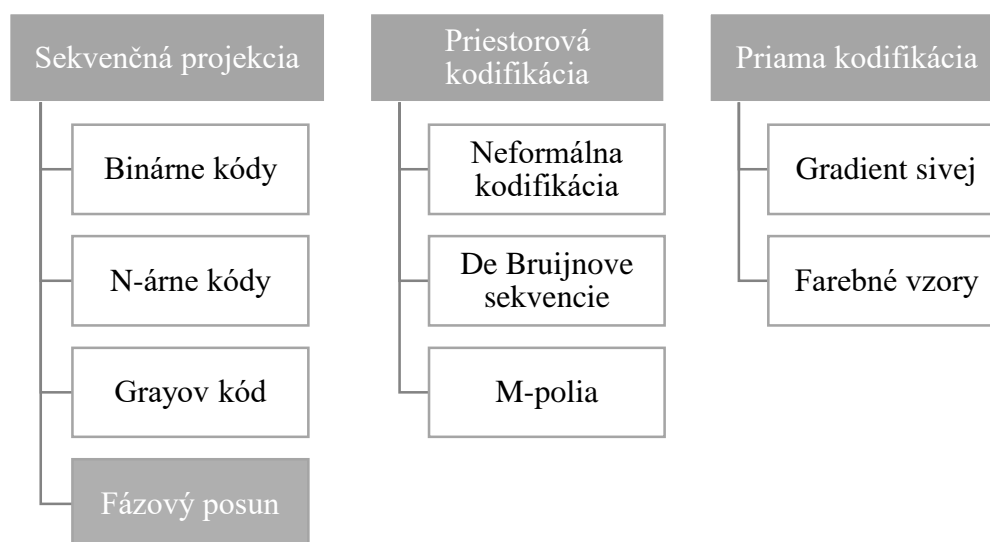 Sekvenčná projekcia
Binárne kódy
N-árne kódy
Grayov kód
Fázový posun
Priestorová
kodifikácia
Neformálna
kodifikácia
De Bruijnove
sekvencie
M-polia
Priama kodifikácia
Gradient sivej
Farebné vzory